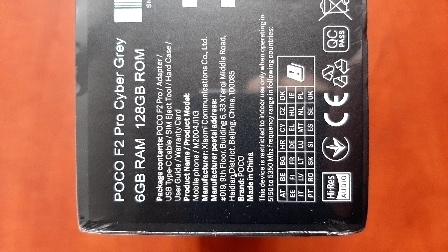 POCO F2 Pro Cyber Grey
6GB RAM 128GB ROM
Package contents: POCO F2 Pro / Adapter /
USB Type-C Cable / SIM Eject Tool / Hard Case /
User Guide / Warranty Card
Product Name / Product Model:
Mobile phone / M2004J11G
Manufacturer: Xiaomi Communications Co., Ltd.
Manufacturer postal address:
#019, 9th Floor, Building 6, 33 Xi'erqi Middle Road,
Haidian District, Beijing, China, 100085
Brand: POCO
Made in China
This device is restricted to indoor use only when operating in
5150 to 5350 Mhz frequency range in following countries:
AT BE BG HR CY CZ DK
EE FI FR DE EL HU IE
IT LV LT LU MT NL PL
PT RO SK SI ES SE UK
CE
QC
PASS
Hi-Res
AUDIO